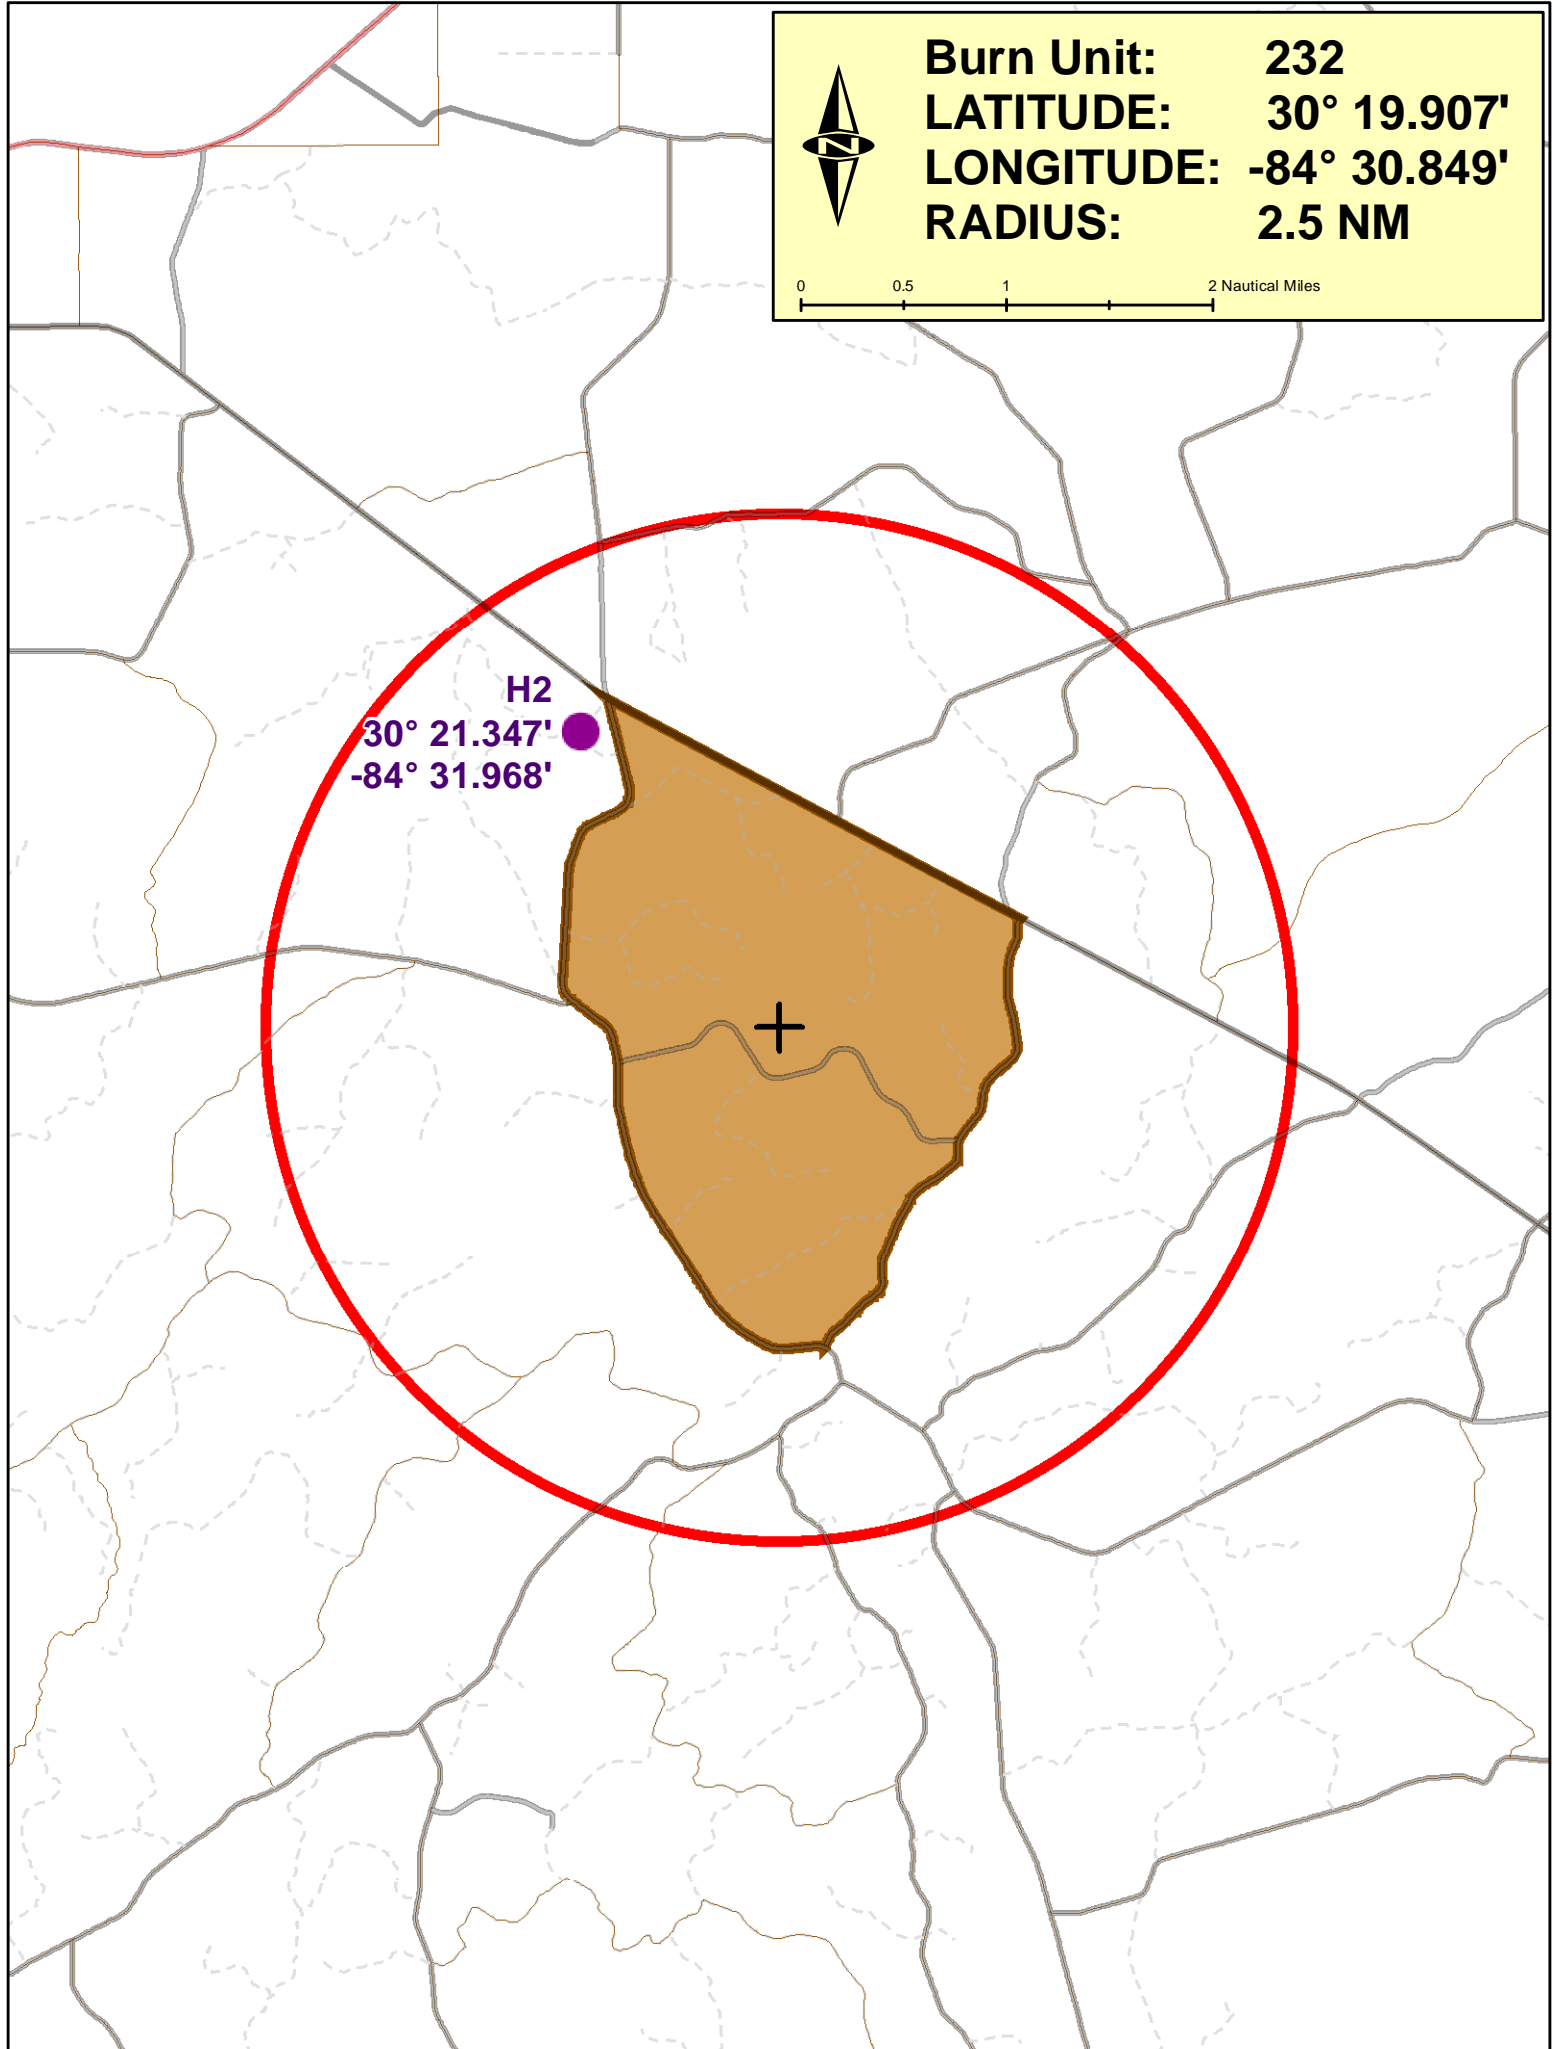 Burn Unit: 232
LATITUDE: 30° 19.907'
LONGITUDE: -84° 30.849'
RADIUS: 2.5 NM
N
0 0.5 1 2 Nautical Miles
H2
30° 21.347'
-84° 31.968'